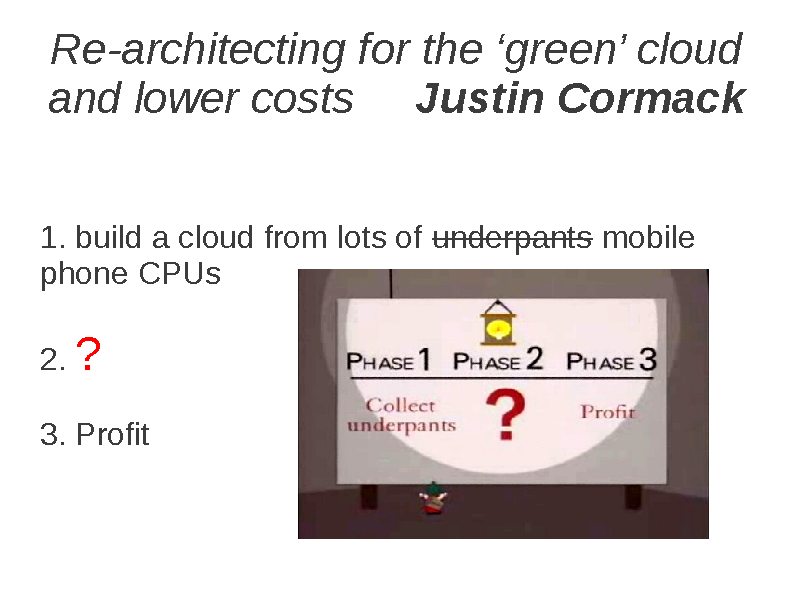 Re-architecting for the ‘green’ cloud
and lower costs Justin Cormack
1. build a cloud from lots of underpants mobile
phone CPUs
2. ?
3. Profit
PHASE 1 PHASE 2 PHASE 3
Collect
underpants
?
Profit